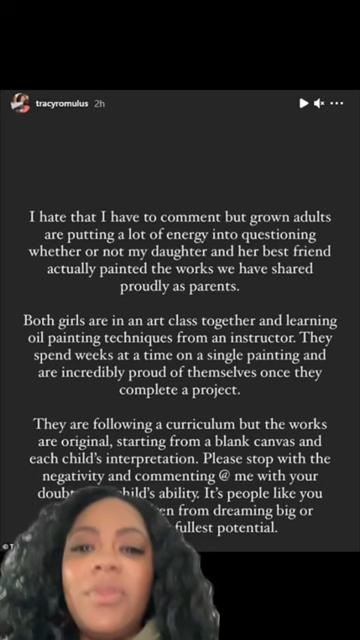 tracyromulus 2h
I hate that I have to comment but grown adults
are putting a lot of energy into questioning
whether or not my daughter and her best friend
actually painted the works we have shared
proudly as parents.
Both girls are in an art class together and learning
oil painting techniques from an instructor. They
spend weeks at a time on a single painting and
are incredibly proud of themselves once they
complete a project.
They are following a curriculum but the works
are original, starting from a blank canvas and
each child's interpretation. Please stop with the
negativity and commenting @ me with your
child's ability. It's people like you
from dreaming big or
fullest potential.